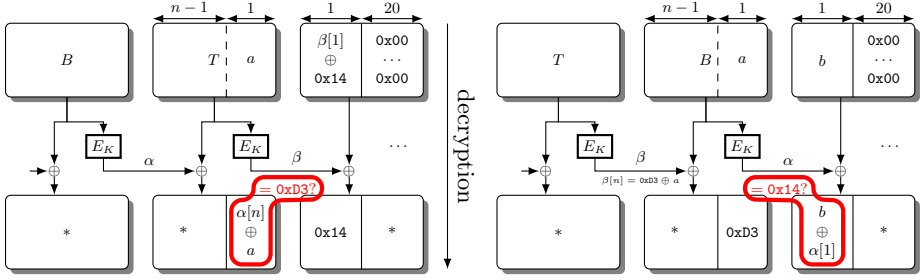 n − 1 1 1 20
B T a β[1] ⊕ 0x14 0x00 ... 0x00
E_K α E_K β ...
= 0xD3?
* * α[n] ⊕ a 0x14 *
decryption
n − 1 1 1 20
T B a b 0x00 ... 0x00
E_K β E_K α ...
β[n] = 0xD3 ⊕ a
= 0x14?
* * 0xD3 b ⊕ α[1] *